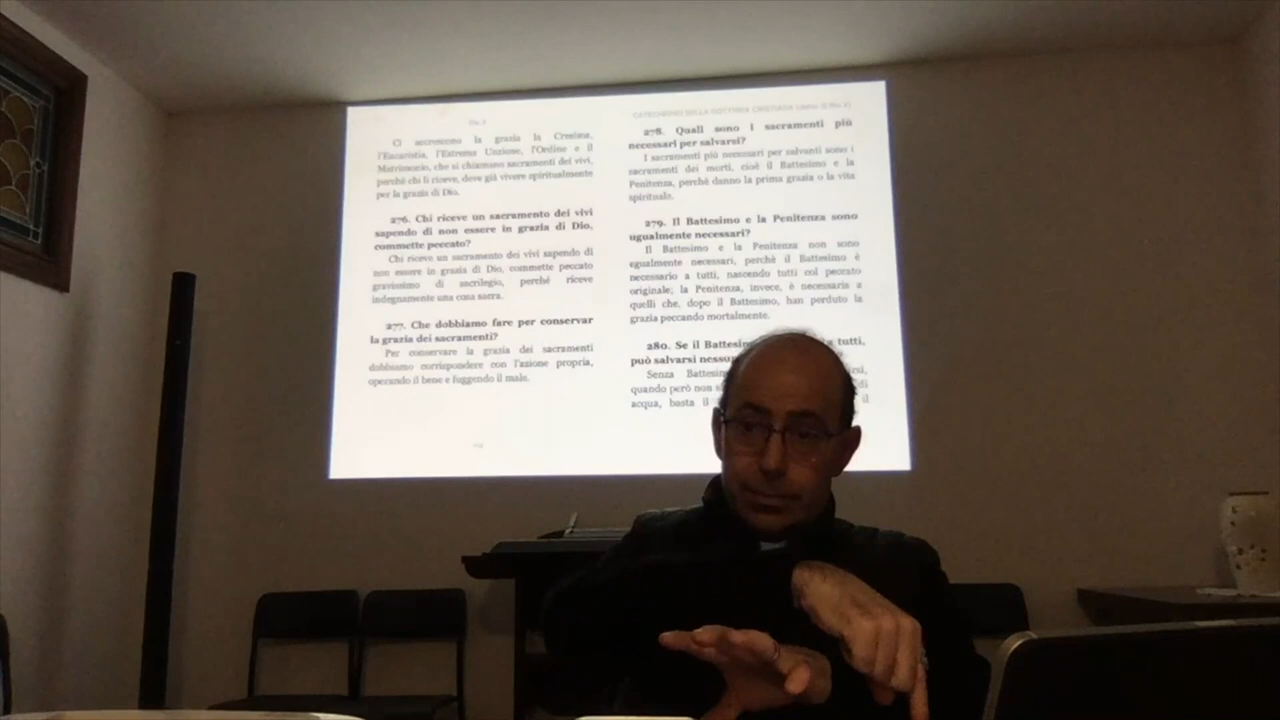 Ci accrescono la grazia la Cresima,
l'Eucaristia, l'Estrema Unzione, l'Ordine e il
Matrimonio, che si chiamano sacramenti dei vivi,
perchè chi li riceve, deve già vivere spiritualmente
per la grazia di Dio.
276. Chi riceve un sacramento dei vivi
sapendo di non essere in grazia di Dio,
commette peccato?
Chi riceve un sacramento dei vivi sapendo di
non essere in grazia di Dio, commette peccato
gravissimo di sacrilegio, perchè riceve
indegnamente una cosa sacra.
277. Che dobbiamo fare per conservar
la grazia dei sacramenti?
Per conservare la grazia dei sacramenti
dobbiamo corrispondere con l'azione propria,
operando il bene e fuggendo il male.
CATECHISMO DELLA DOTTRINA CRISTIANA
278. Quali sono i sacramenti più
necessari per salvarsi?
I sacramenti più necessari per salvarsi sono i
sacramenti dei morti, cioè il Battesimo e la
Penitenza, perchè danno la prima grazia o la vita
spirituale.
279. Il Battesimo e la Penitenza sono
ugualmente necessari?
Il Battesimo e la Penitenza non sono
egualmente necessari, perchè il Battesimo è
necessario a tutti, nascendo tutti col peccato
originale; la Penitenza, invece, è necessaria a
quelli che, dopo il Battesimo, han perduto la
grazia peccando mortalmente.
280. Se il Battesim tutti,
può salvarsi nessu
Senza Battesim
quando però non di
acqua, basta il il